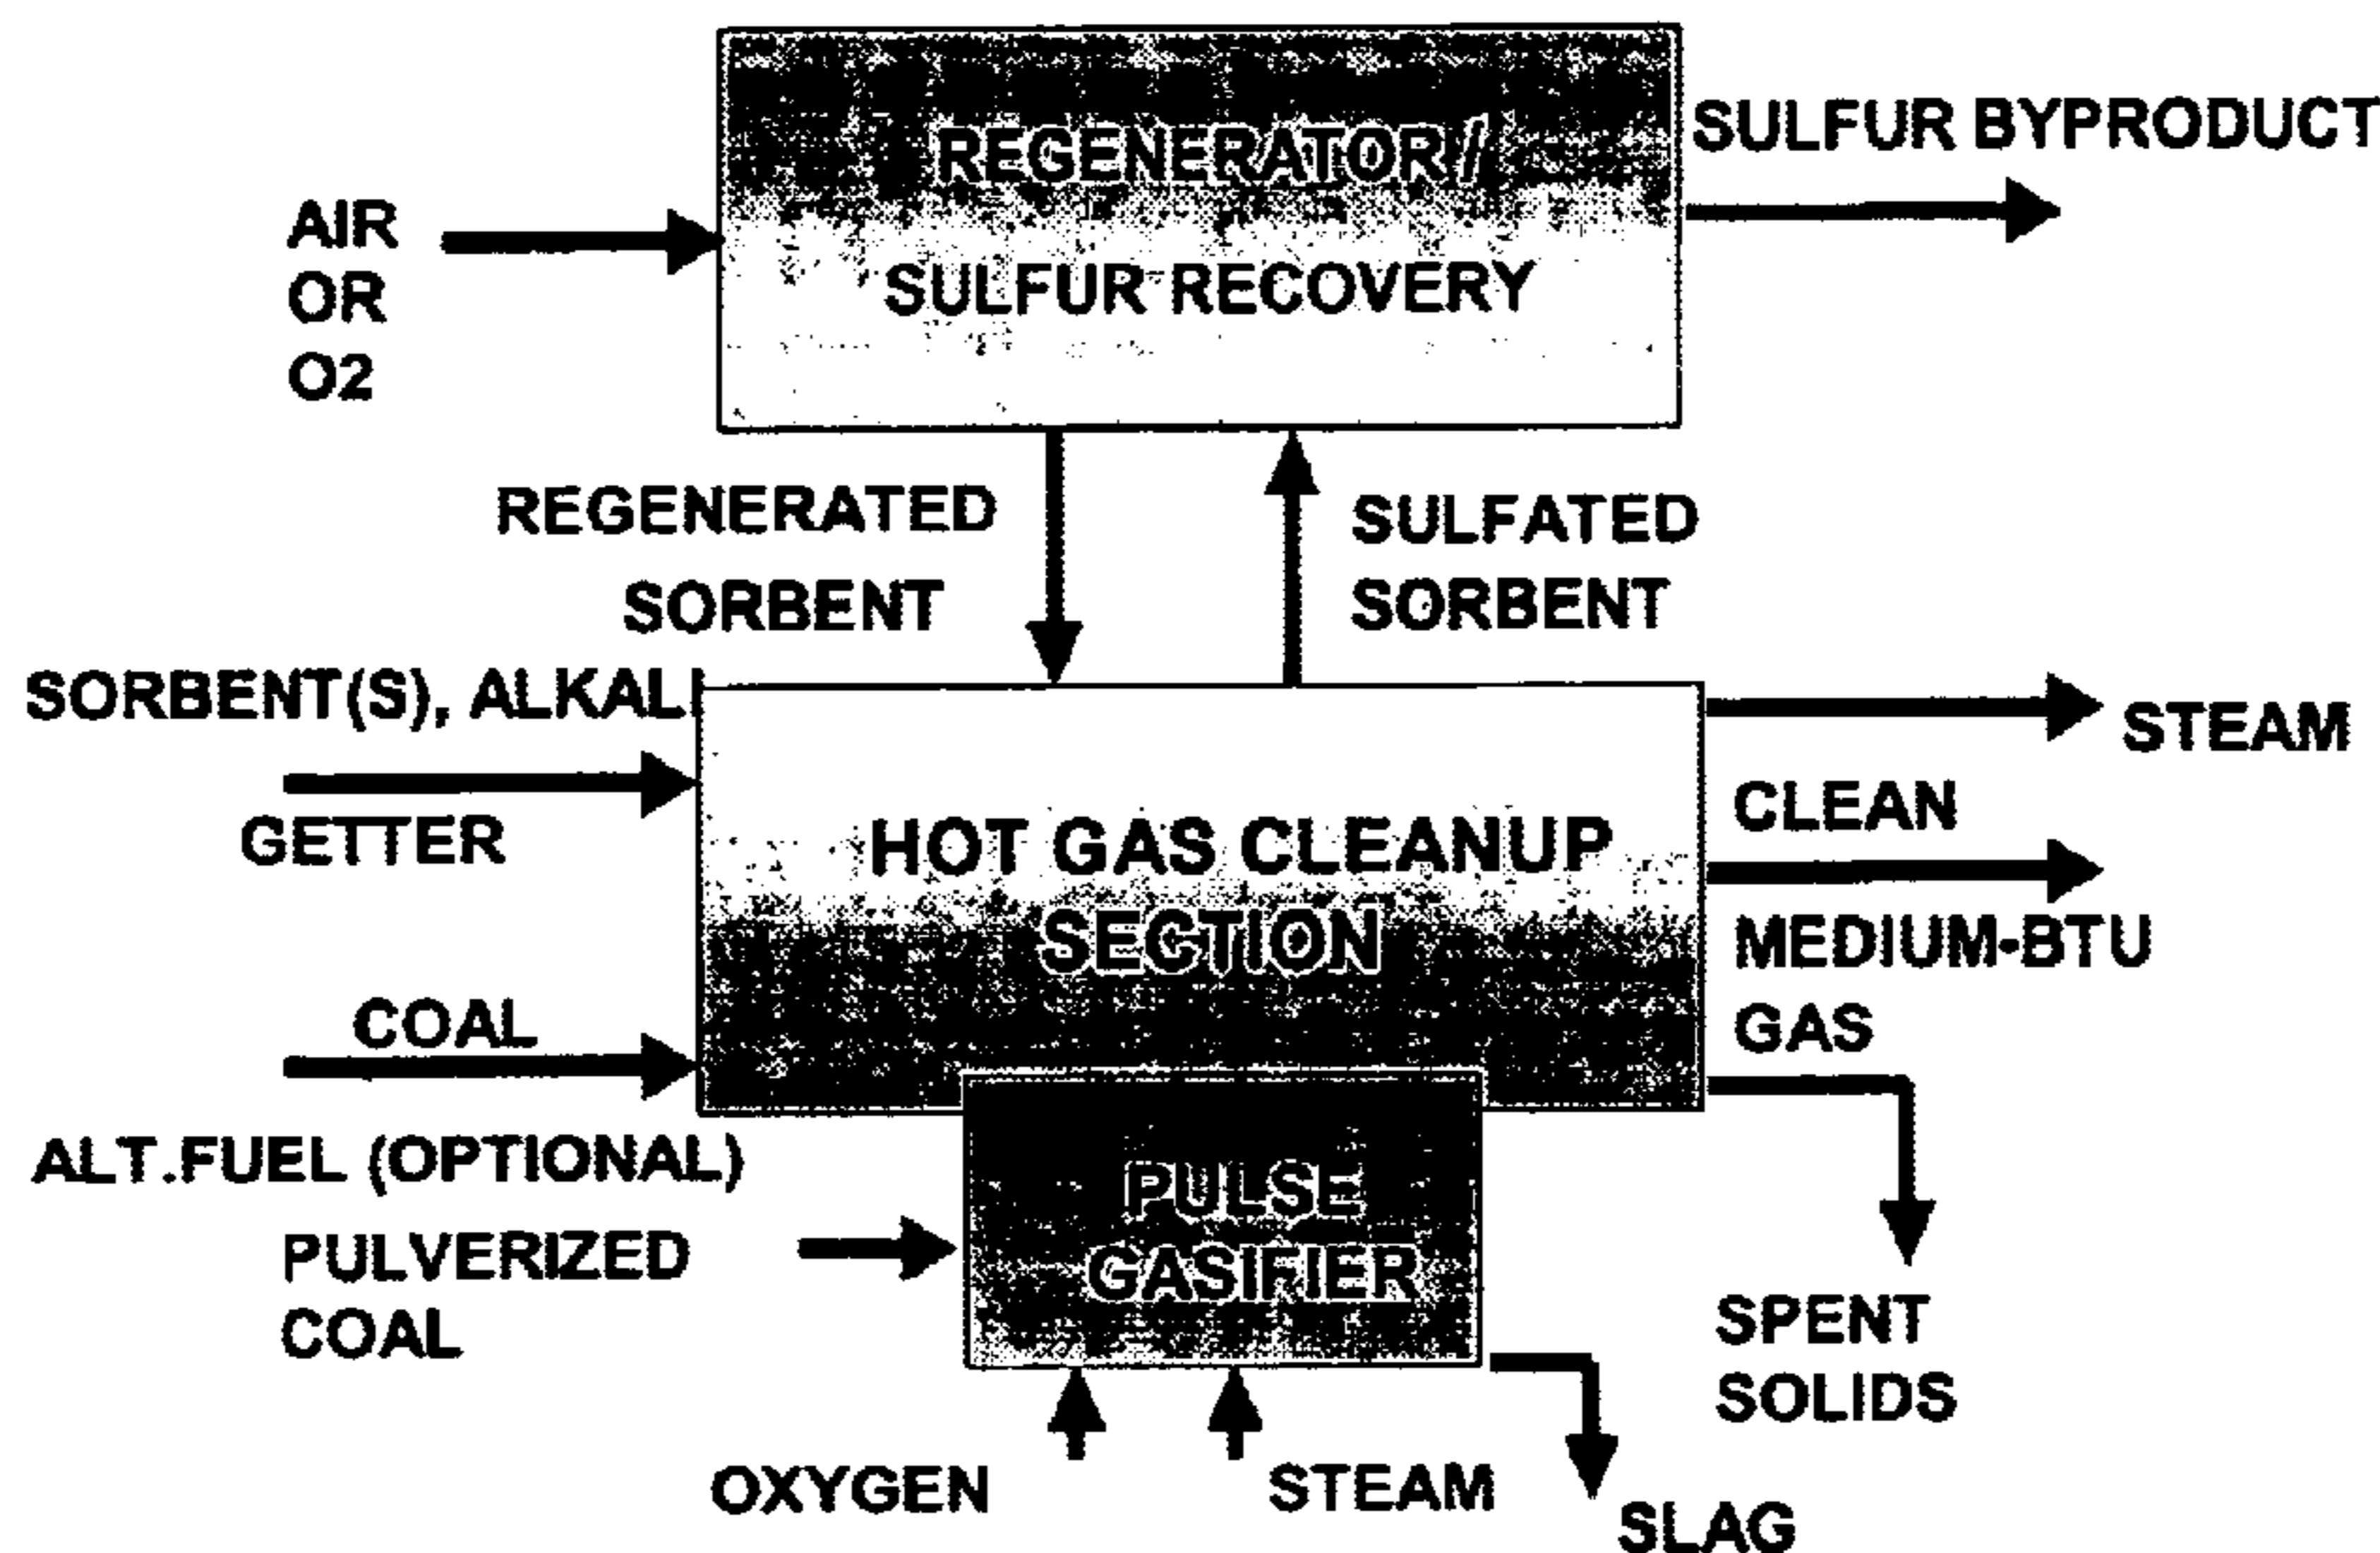 REGENERATOR /
SULFUR RECOVERY
SULFUR BYPRODUCT
AIR
OR
O2
REGENERATED
SORBENT
SULFATED
SORBENT
SORBENT(S), ALKALI
GETTER
HOT GAS CLEANUP
SECTION
STEAM
CLEAN
MEDIUM-BTU
GAS
COAL
ALT.FUEL (OPTIONAL)
PULVERIZED
COAL
PULSE
GASIFIER
SPENT
SOLIDS
OXYGEN
STEAM
SLAG